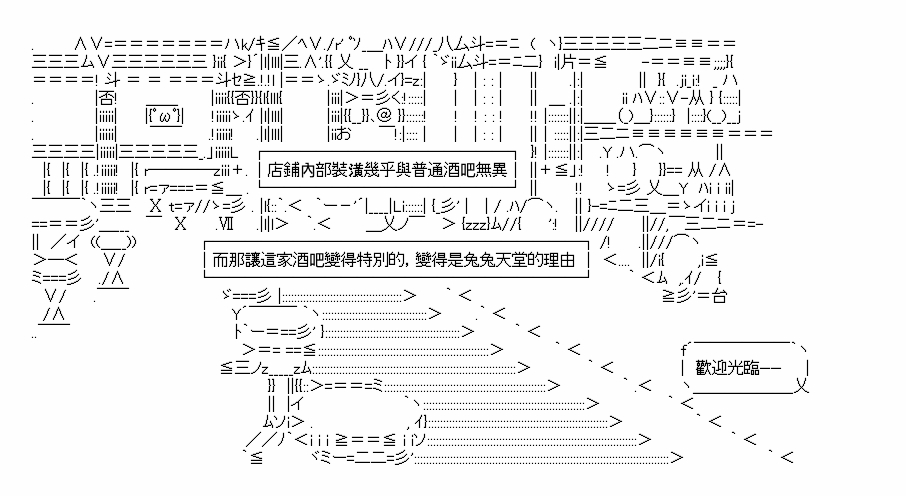 店鋪內部裝潢幾乎與普通酒吧無異
而那讓這家酒吧變得特別的，變得是兔兔天堂的理由
歡迎光臨——